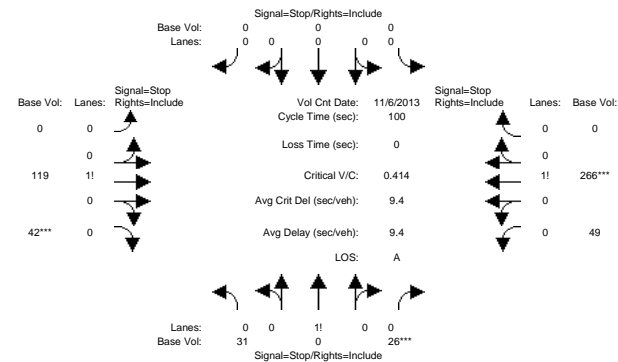 Signal=Stop/Rights=Include
Base Vol: 0 0 0
Lanes: 0 0 0 0 0
Signal=Stop
Base Vol: Lanes: Rights=Include
Vol Cnt Date: 11/6/2013
Signal=Stop
Rights=Include Lanes: Base Vol:
Cycle Time (sec): 100
0 0
0 0
Loss Time (sec): 0
0
0
119 1!
Critical V/C: 0.414
1! 266***
0
Avg Crit Del (sec/veh): 9.4
0
42*** 0
Avg Delay (sec/veh): 9.4
0 49
LOS: A
Lanes: 0 0 1! 0 0
Base Vol: 31 0 26***
Signal=Stop/Rights=Include